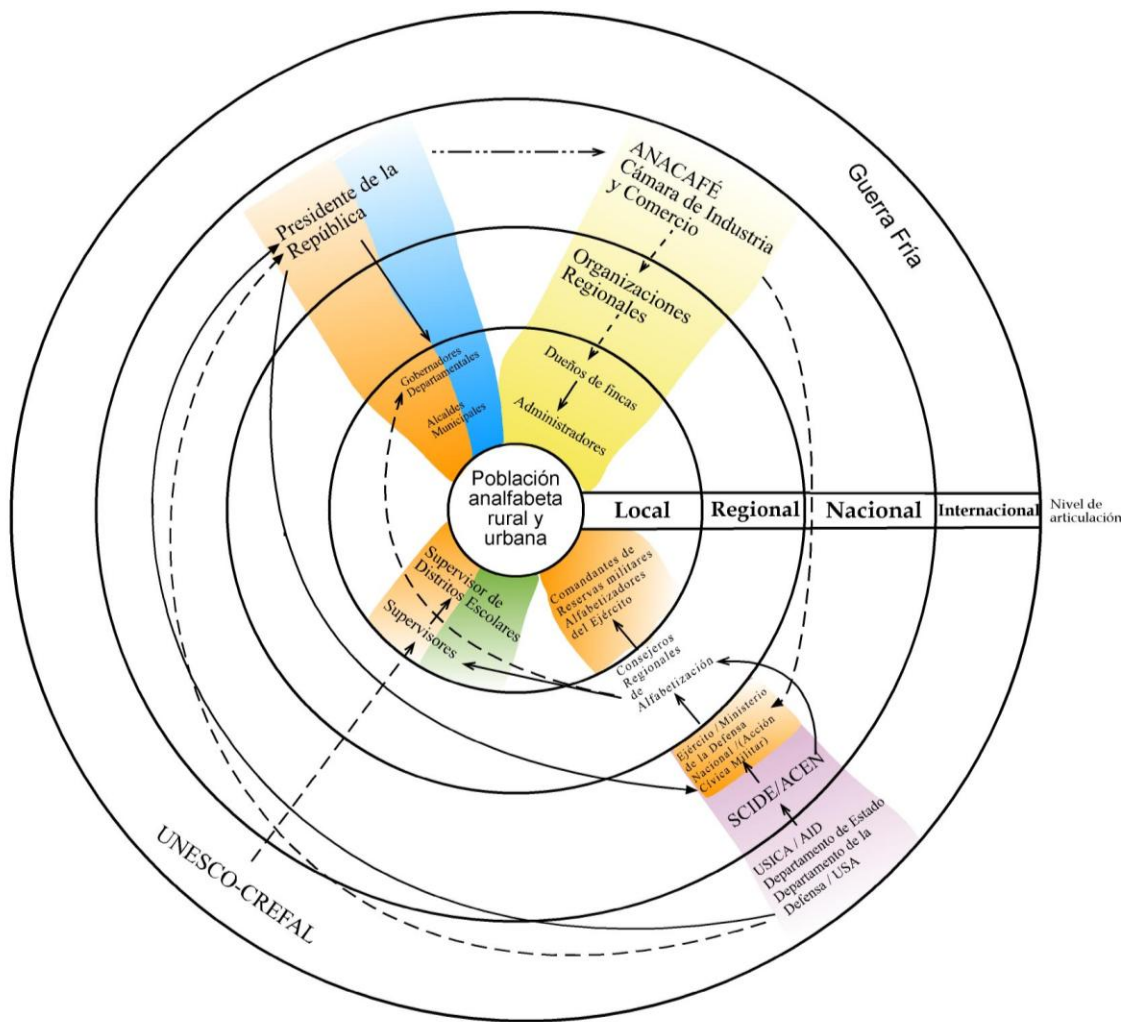 Guerra Fría
Presidente de la
República
Gobernadores
Departamentales
Alcaldes
Municipales
ANACAFÉ
Cámara de Industria
y Comercio
Organizaciones
Regionales
Dueños de fincas
Administradores
Población
analfabeta
rural y
urbana
Local
Regional
Nacional
Internacional
Nivel de
articulación
Supervisor de
Distritos Escolares
Supervisores
Comandantes de
Reservas militares
Alfabetizadores
del Ejército
Consejeros
Regionales
de
Alfabetización
Ejército / Ministerio
de la Defensa
Nacional /(Acción
Cívica Militar)
SCIDE/ACEN
USICA / AID
Departamento de Estado
Departamento de la
Defensa / USA
UNESCO-CREFAL